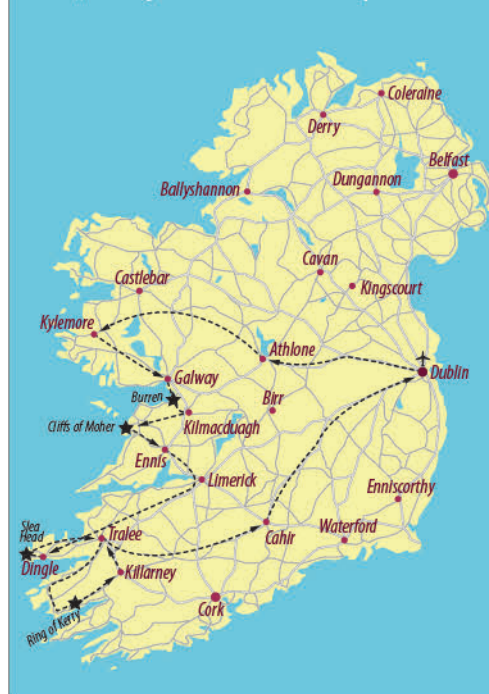 Coleraine
Derry
Belfast
Ballyshannon
Dungannon
Cavan
Castlebar
Kingscourt
Kylemore
Athlone
Dublin
Galway
Burren
Birr
Cliffs of Moher
Kilmacduagh
Ennis
Limerick
Enniscorthy
Slea
Head
Tralee
Cahir
Waterford
Dingle
Killarney
Cork
Ring of Kerry